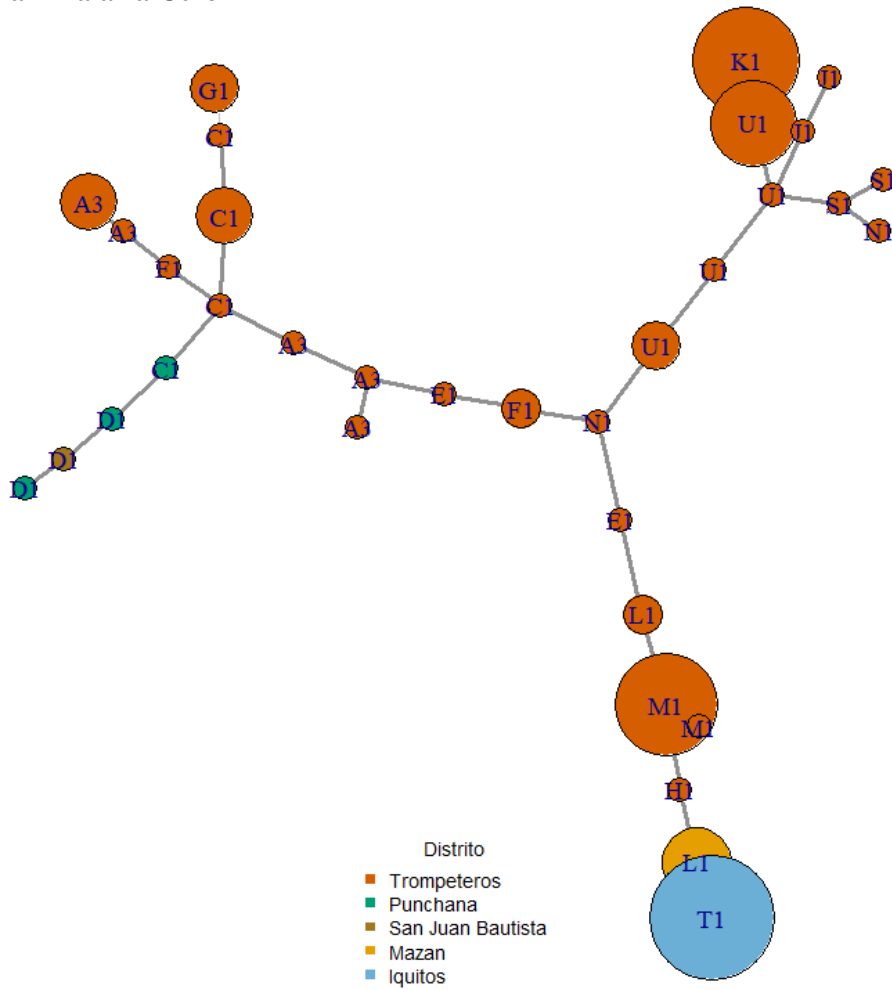 K1
I1
G1
U1
J1
C1
S1
A3
U1
C1
S1
A3
N1
F1
U1
C1
A3
U1
C1
A3
E1
F1
N1
D1
A3
D1
D1
E1
L1
M1
M1
H1
L1
T1
Distrito
Trompeteros
Punchana
San Juan Bautista
Mazan
Iquitos